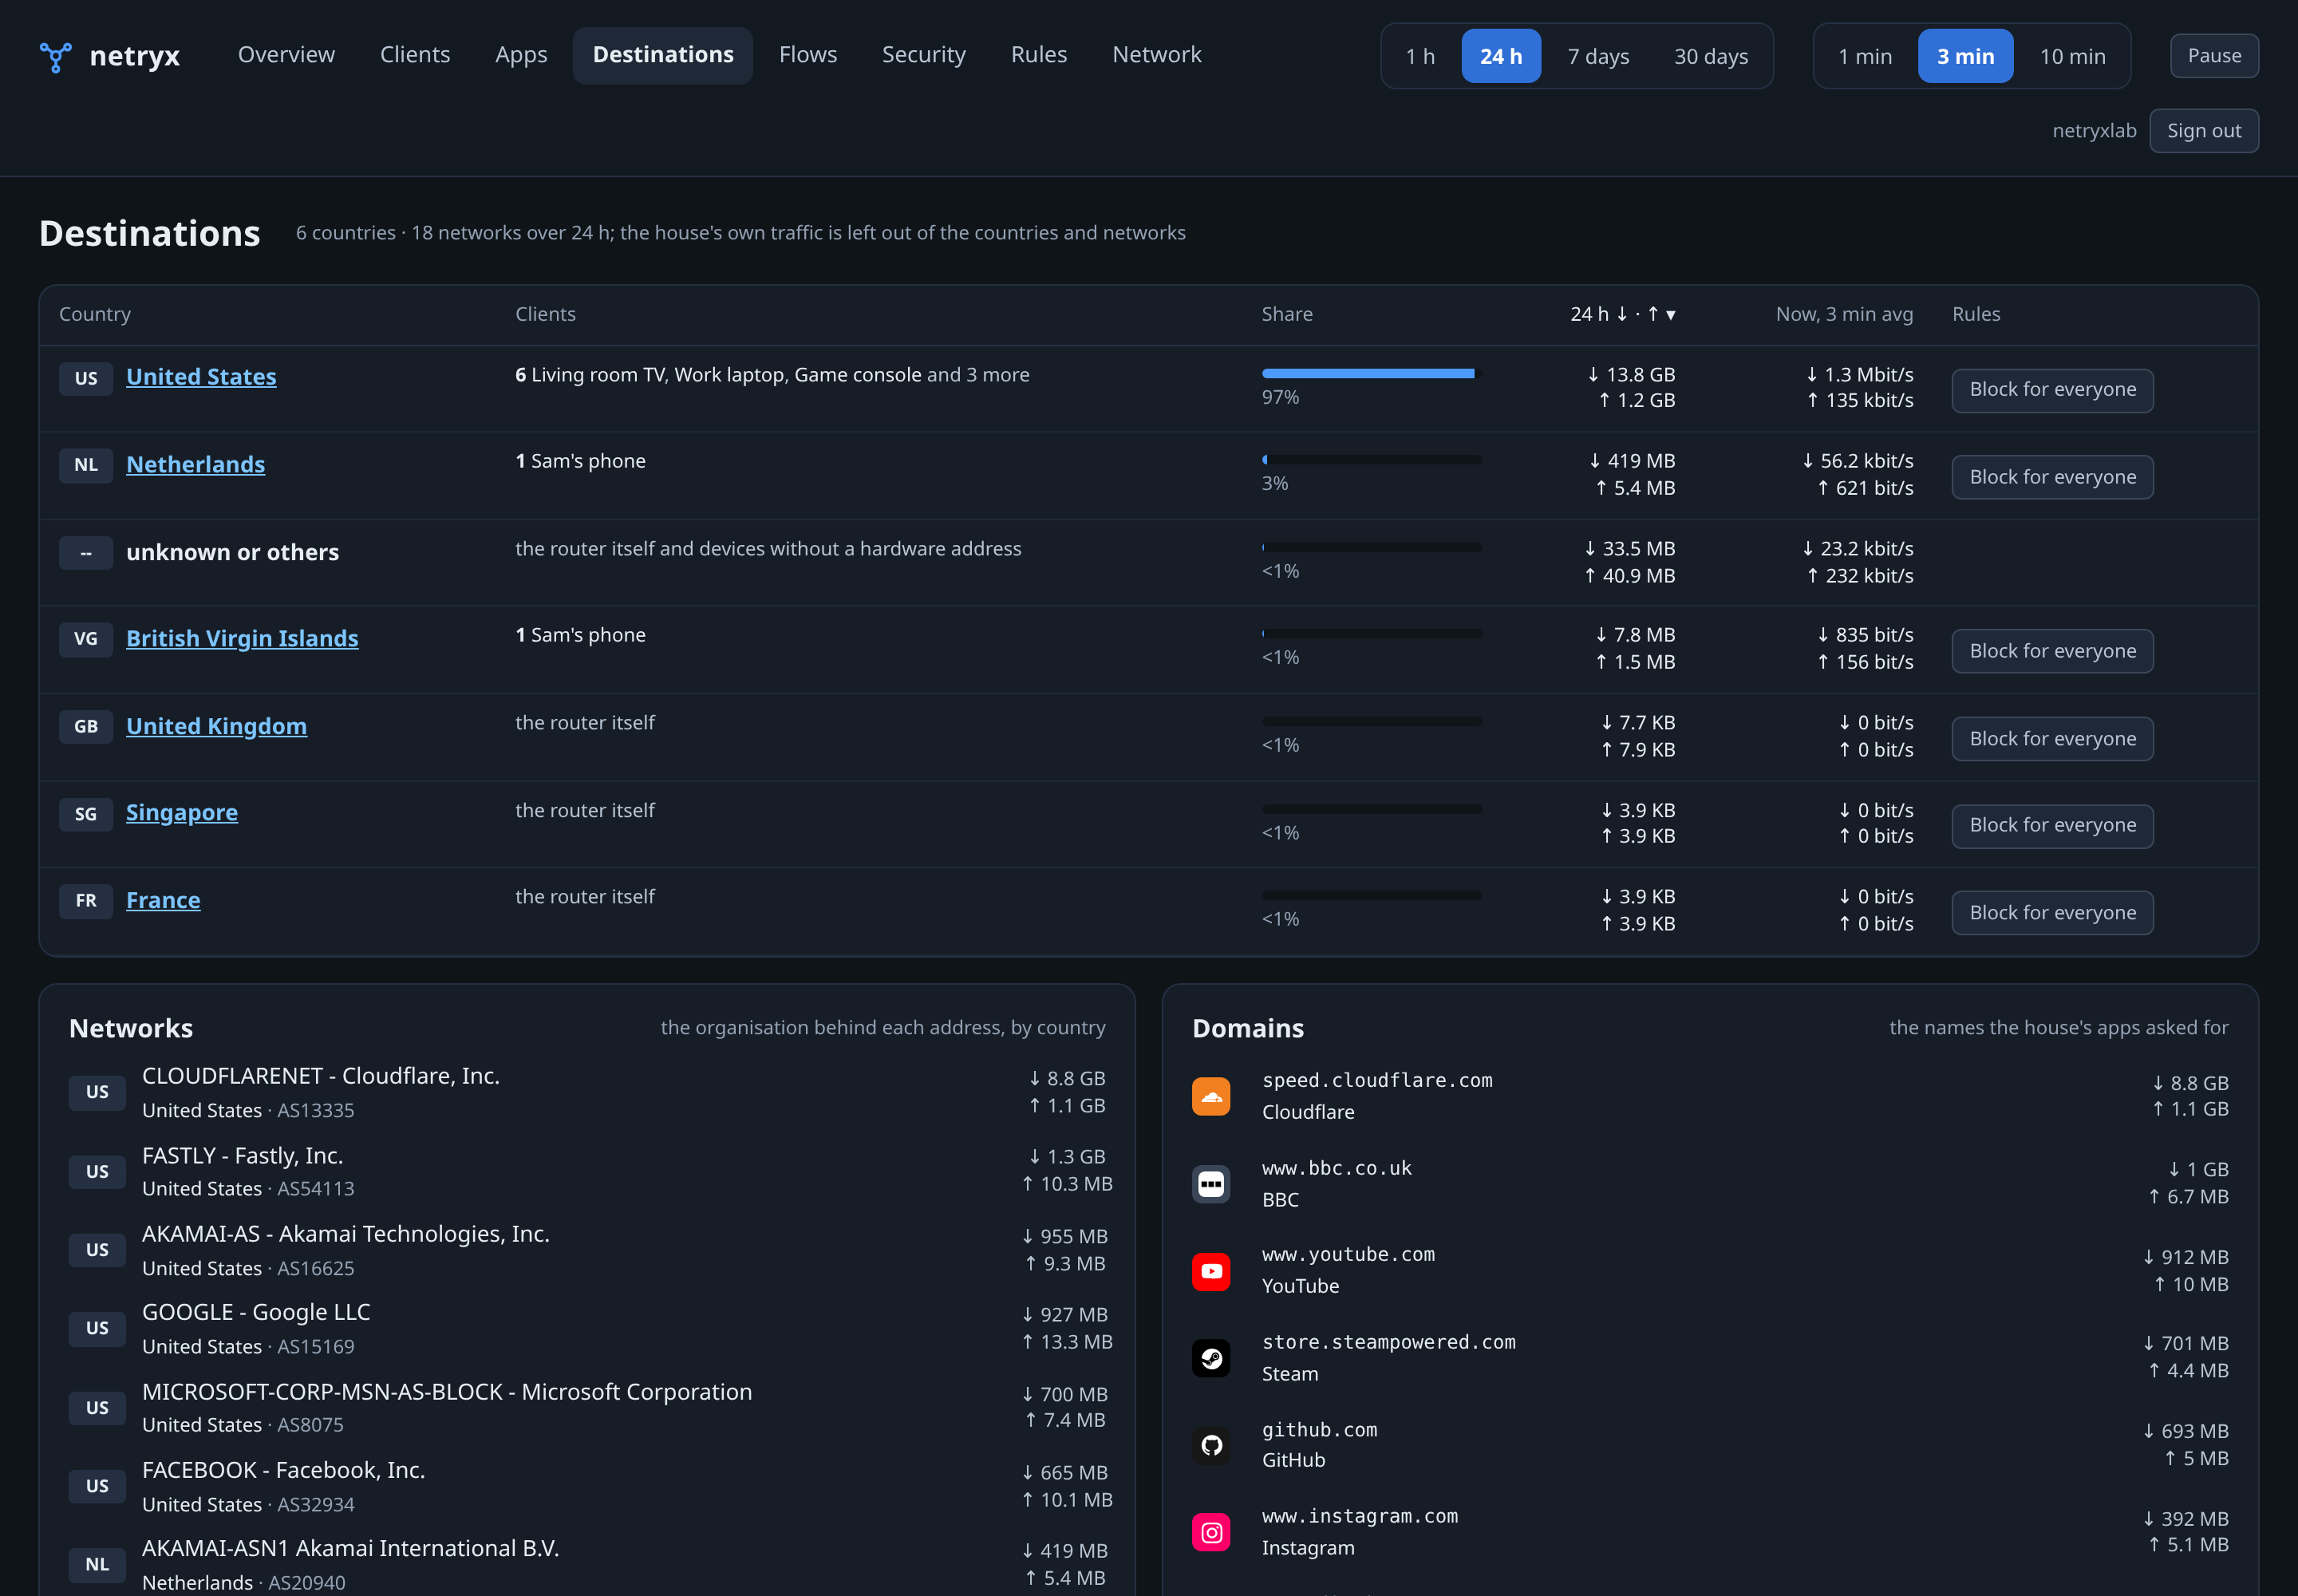 netryx Overview Clients Apps Destinations Flows Security Rules Network 1 h 24 h 7 days 30 days 1 min 3 min 10 min Pause
netryxlab Sign out
Destinations 6 countries · 18 networks over 24 h; the house's own traffic is left out of the countries and networks
Country Clients Share 24 h ↓ · ↑ ▾ Now, 3 min avg Rules
US United States 6 Living room TV, Work laptop, Game console and 3 more 97% ↓ 13.8 GB ↑ 1.2 GB ↓ 1.3 Mbit/s ↑ 135 kbit/s Block for everyone
NL Netherlands 1 Sam's phone 3% ↓ 419 MB ↑ 5.4 MB ↓ 56.2 kbit/s ↑ 621 bit/s Block for everyone
-- unknown or others the router itself and devices without a hardware address <1% ↓ 33.5 MB ↑ 40.9 MB ↓ 23.2 kbit/s ↑ 232 kbit/s
VG British Virgin Islands 1 Sam's phone <1% ↓ 7.8 MB ↑ 1.5 MB ↓ 835 bit/s ↑ 156 bit/s Block for everyone
GB United Kingdom the router itself <1% ↓ 7.7 KB ↑ 7.9 KB ↓ 0 bit/s ↑ 0 bit/s Block for everyone
SG Singapore the router itself <1% ↓ 3.9 KB ↑ 3.9 KB ↓ 0 bit/s ↑ 0 bit/s Block for everyone
FR France the router itself <1% ↓ 3.9 KB ↑ 3.9 KB ↓ 0 bit/s ↑ 0 bit/s Block for everyone
Networks the organisation behind each address, by country
US CLOUDFLARENET - Cloudflare, Inc. ↓ 8.8 GB
United States · AS13335 ↑ 1.1 GB
US FASTLY - Fastly, Inc. ↓ 1.3 GB
United States · AS54113 ↑ 10.3 MB
US AKAMAI-AS - Akamai Technologies, Inc. ↓ 955 MB
United States · AS16625 ↑ 9.3 MB
US GOOGLE - Google LLC ↓ 927 MB
United States · AS15169 ↑ 13.3 MB
US MICROSOFT-CORP-MSN-AS-BLOCK - Microsoft Corporation ↓ 700 MB
United States · AS8075 ↑ 7.4 MB
US FACEBOOK - Facebook, Inc. ↓ 665 MB
United States · AS32934 ↑ 10.1 MB
NL AKAMAI-ASN1 Akamai International B.V. ↓ 419 MB
Netherlands · AS20940 ↑ 5.4 MB
Domains the names the house's apps asked for
speed.cloudflare.com ↓ 8.8 GB
Cloudflare ↑ 1.1 GB
www.bbc.co.uk ↓ 1 GB
BBC ↑ 6.7 MB
www.youtube.com ↓ 912 MB
YouTube ↑ 10 MB
store.steampowered.com ↓ 701 MB
Steam ↑ 4.4 MB
github.com ↓ 693 MB
GitHub ↑ 5 MB
www.instagram.com ↓ 392 MB
Instagram ↑ 5.1 MB